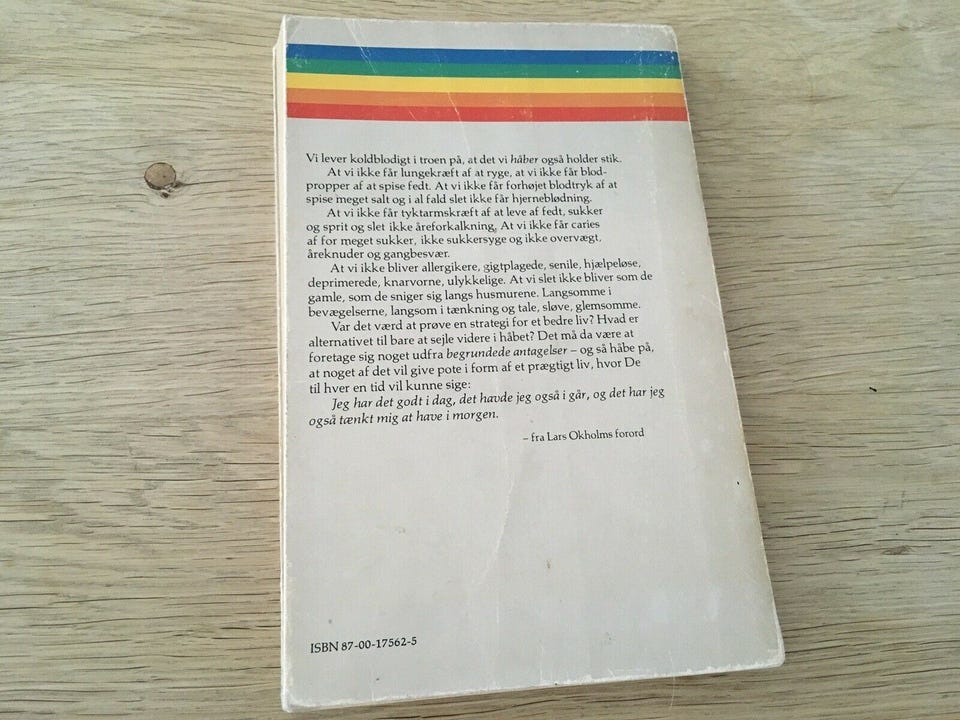 Vi lever koldblodigt i troen på, at det vi håber også holder stik.
At vi ikke får lungekræft af at ryge, at vi ikke får blod-
propper af at spise fedt. At vi ikke får forhøjet blodtryk af at
spise meget salt og i al fald slet ikke får hjerneblødning.
At vi ikke får tyktarmskræft af at leve af fedt, sukker
og sprit og slet ikke åreforkalkning. At vi ikke får caries
af for meget sukker, ikke sukkersyge og ikke overvægt,
åreknuder og gangbesvær.
At vi ikke bliver allergikere, gigtplagede, senile, hjælpeløse,
deprimerede, knarvorne, ulykkelige. At vi slet ikke bliver som de
gamle, som de sniger sig langs husmurene. Langsomme i
bevægelserne, langsom i tænkning og tale, sløve, glemsomme.
Var det værd at prøve en strategi for et bedre liv? Hvad er
alternativet til bare at sejle videre i håbet? Det må da være at
foretage sig noget udfra begrundede antagelser – og så håbe på,
at noget af det vil give pote i form af et prægtigt liv, hvor De
til hver en tid vil kunne sige:
Jeg har det godt i dag, det havde jeg også i går, og det har jeg
også tænkt mig at have i morgen.
– fra Lars Okholms forord
ISBN 87-00-17562-5